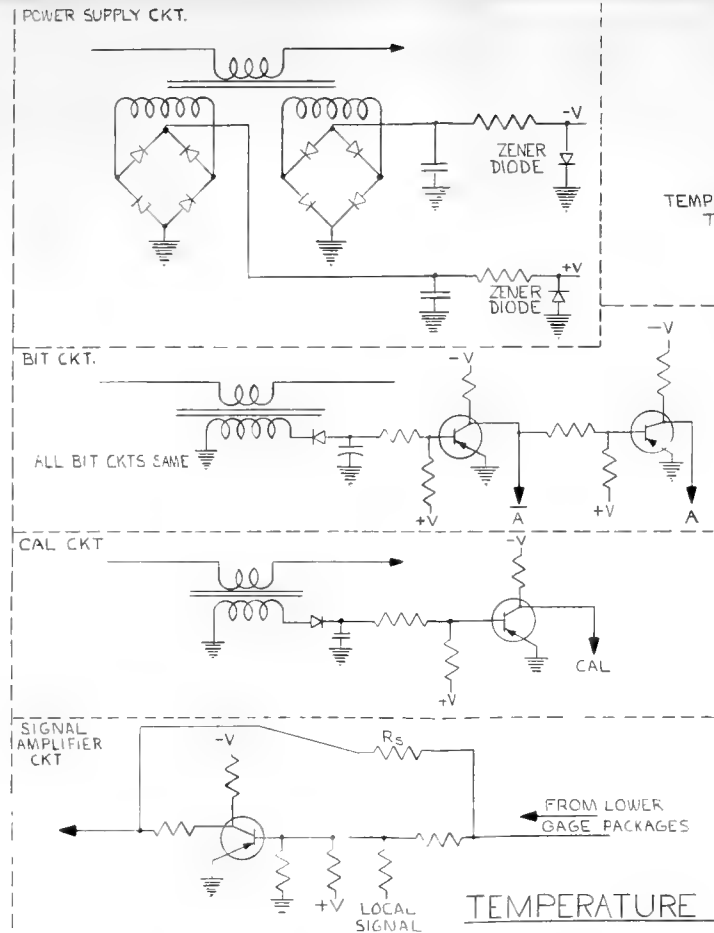 POWER SUPPLY CKT.
-V
ZENER
DIODE
TEMP
T
+V
ZENER
DIODE
BIT CKT.
-V
-V
ALL BIT CKTS SAME
+V
A
+V
A
CAL CKT
-V
CAL
+V
SIGNAL
AMPLIFIER
CKT
-V
RS
FROM LOWER
GAGE PACKAGES
+V
LOCAL
SIGNAL
TEMPERATURE